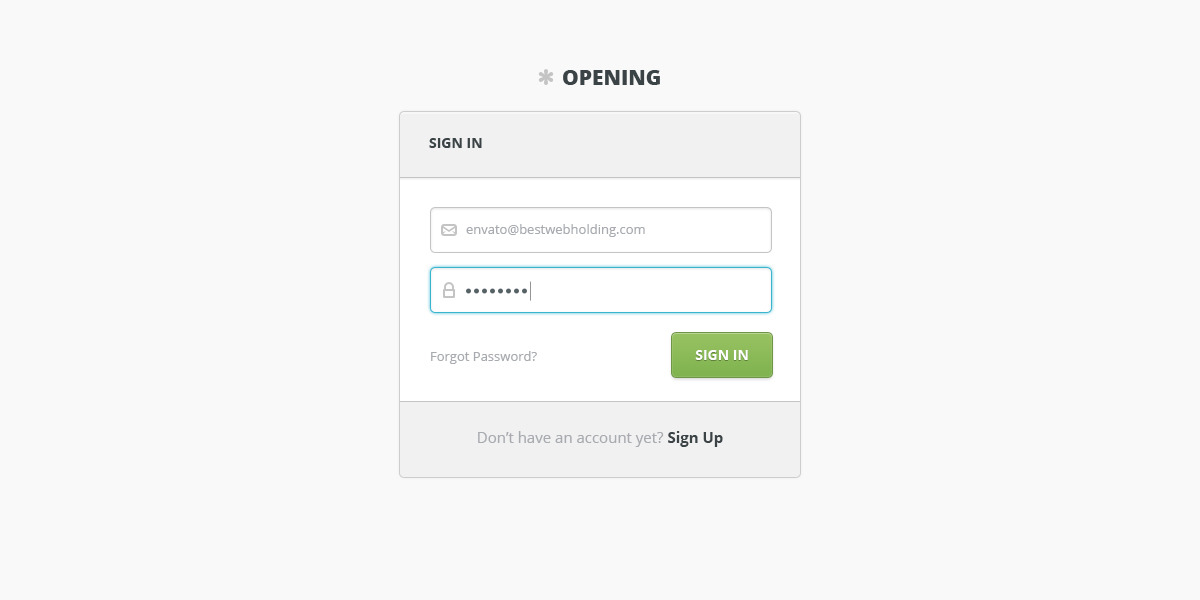 OPENING
SIGN IN
envato@bestwebholding.com
••••••••
Forgot Password?
SIGN IN
Don’t have an account yet? Sign Up